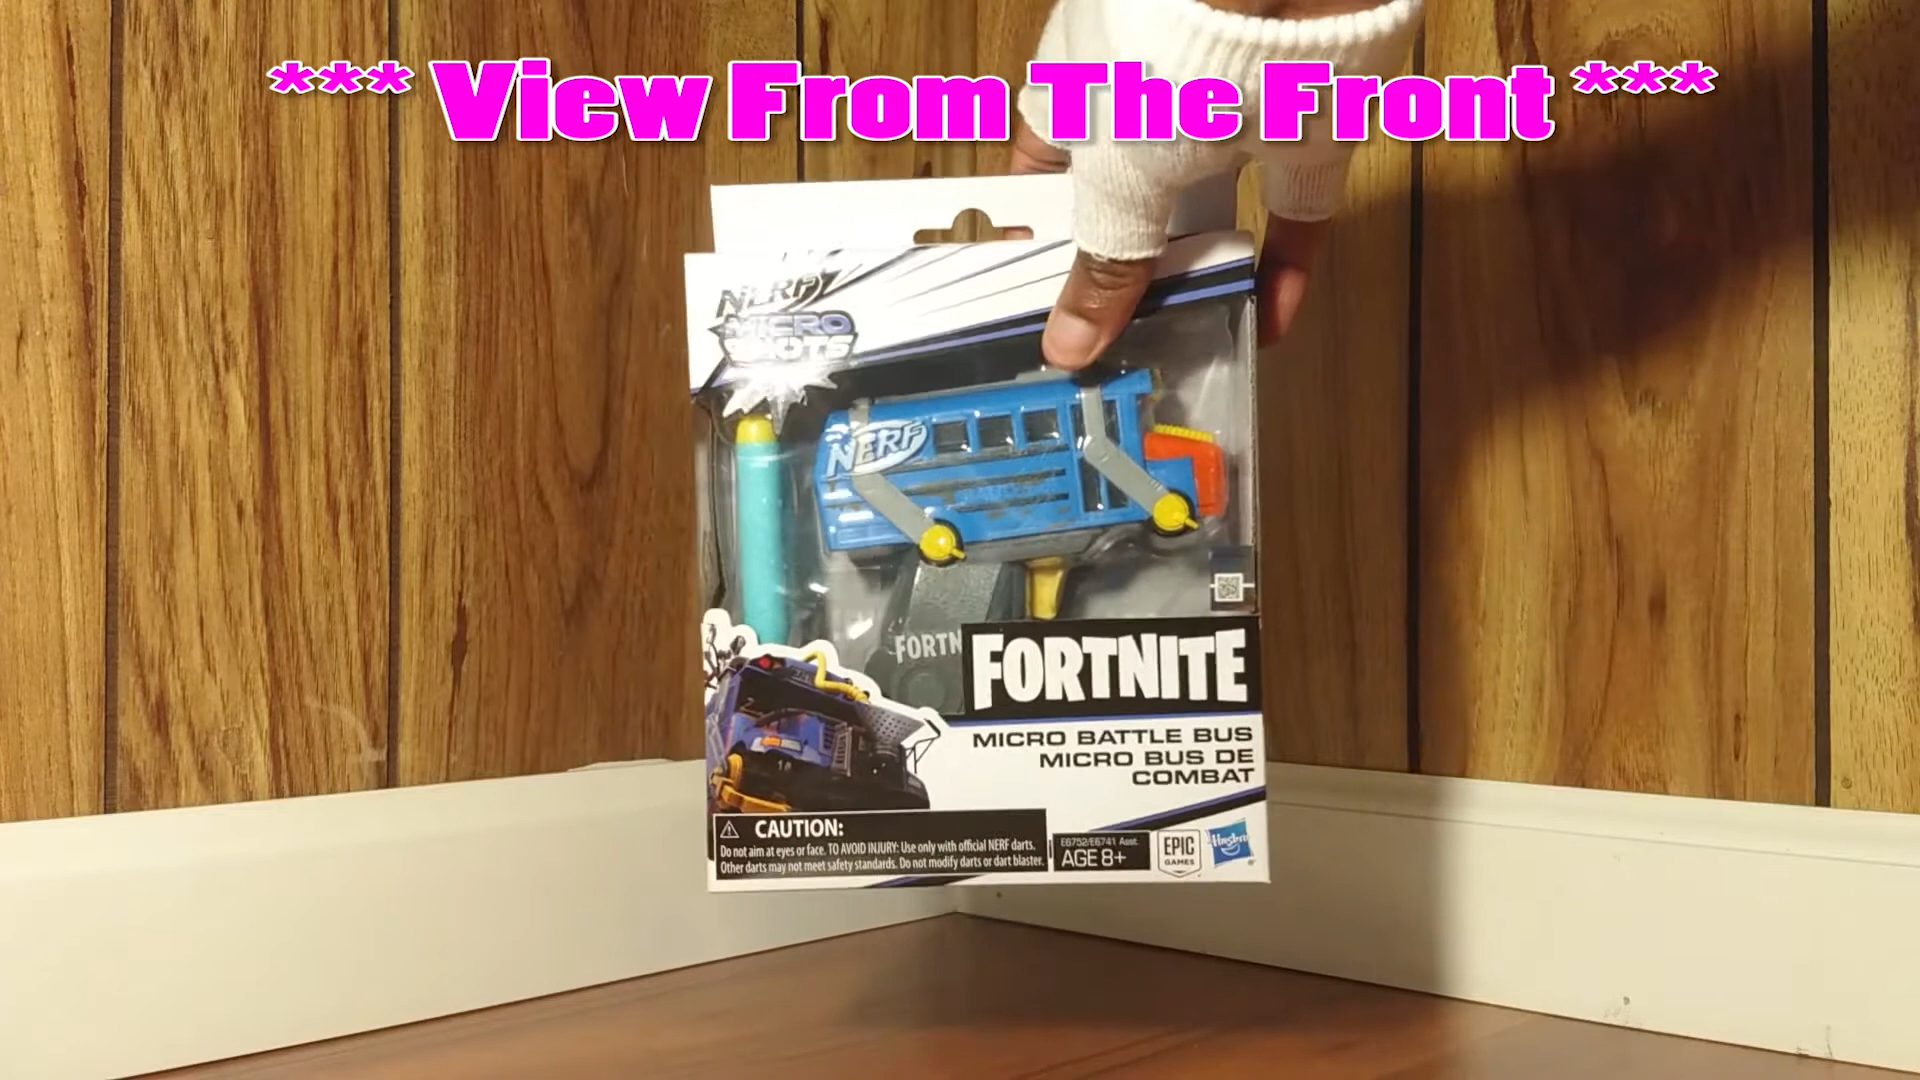 *** View From The Front ***
NERF
MICRO
SHOTS
NERF
FORTN
FORTNITE
MICRO BATTLE BUS
MICRO BUS DE
COMBAT
CAUTION:
Do not aim at eyes or face. TO AVOID INJURY: Use only with official NERF darts.
Other darts may not meet safety standards. Do not modify darts or dart blaster.
E6752/E6741 Asst.
AGE 8+
EPIC
GAMES
Hasbro